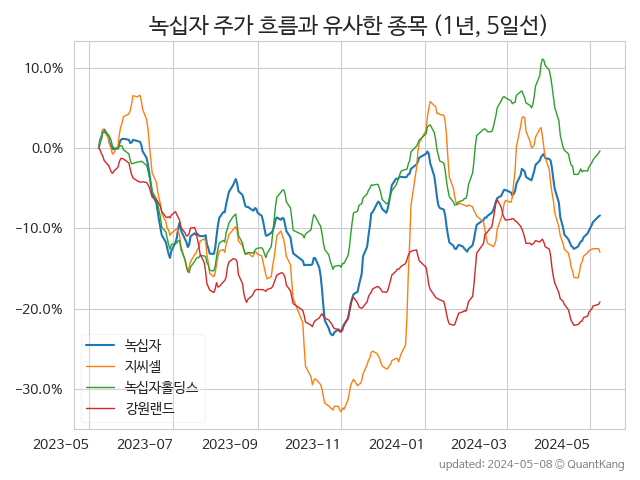 녹십자 주가 흐름과 유사한 종목 (1년, 5일선)
10.0%
0.0%
−10.0%
−20.0%
−30.0%
녹십자
지씨셀
녹십자홀딩스
강원랜드
2023-05 2023-07 2023-09 2023-11 2024-01 2024-03 2024-05
updated: 2024-05-08 © QuantKang